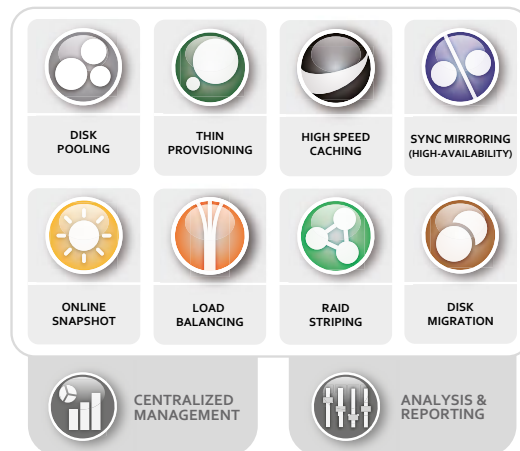 DISK
POOLING
THIN
PROVISIONING
HIGH SPEED
CACHING
SYNC MIRRORING
(HIGH-AVAILABILITY)
ONLINE
SNAPSHOT
LOAD
BALANCING
RAID
STRIPING
DISK
MIGRATION
CENTRALIZED
MANAGEMENT
ANALYSIS &
REPORTING